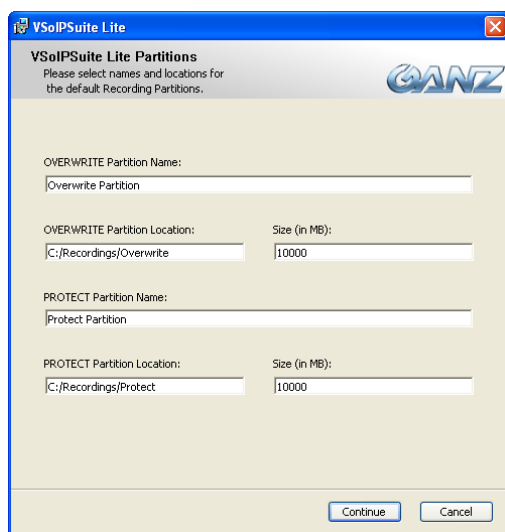 VSoIPSuite Lite
VSoIPSuite Lite Partitions
Please select names and locations for
the default Recording Partitions.
GANZ
OVERWRITE Partition Name:
Overwrite Partition
OVERWRITE Partition Location: Size (in MB):
C:/Recordings/Overwrite 10000
PROTECT Partition Name:
Protect Partition
PROTECT Partition Location: Size (in MB):
C:/Recordings/Protect 10000
Continue Cancel